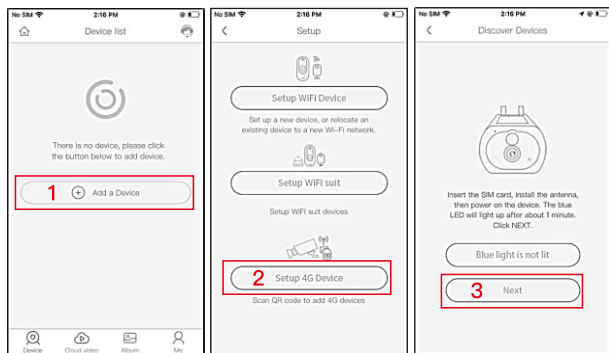 No SIM 2:16 PM
Device list
There is no device, please click
the button below to add device.
1 Add a Device
Device Cloud video Album Me
No SIM 2:16 PM
Setup
Setup WiFi Device
Set up a new device, or relocate an
existing device to a new Wi-Fi network.
Setup WiFi suit
Setup WIFI suit devices
2 Setup 4G Device
Scan QR code to add 4G devices
No SIM 2:16 PM
Discover Devices
Insert the SIM card, install the antenna,
then power on the device. The blue
LED will light up after about 1 minute.
Click NEXT.
Blue light is not lit
3 Next